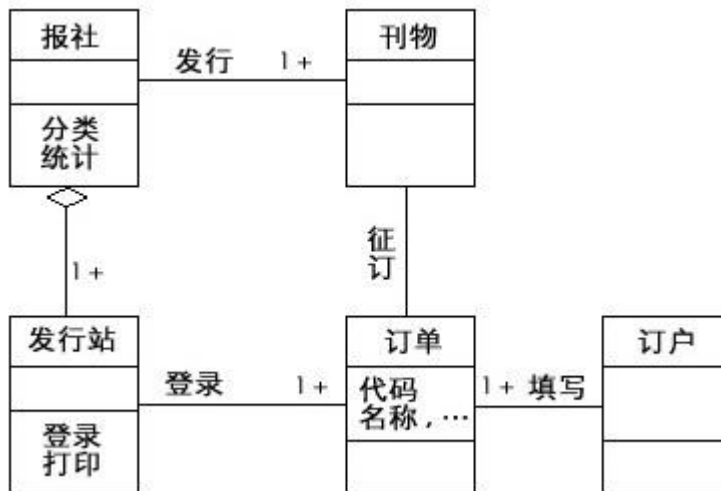 报社
发行 1+
刊物
分类
统计
1+
征
订
发行站
登录 1+
订单
1+ 填写
订户
代码
名称，…
登录
打印